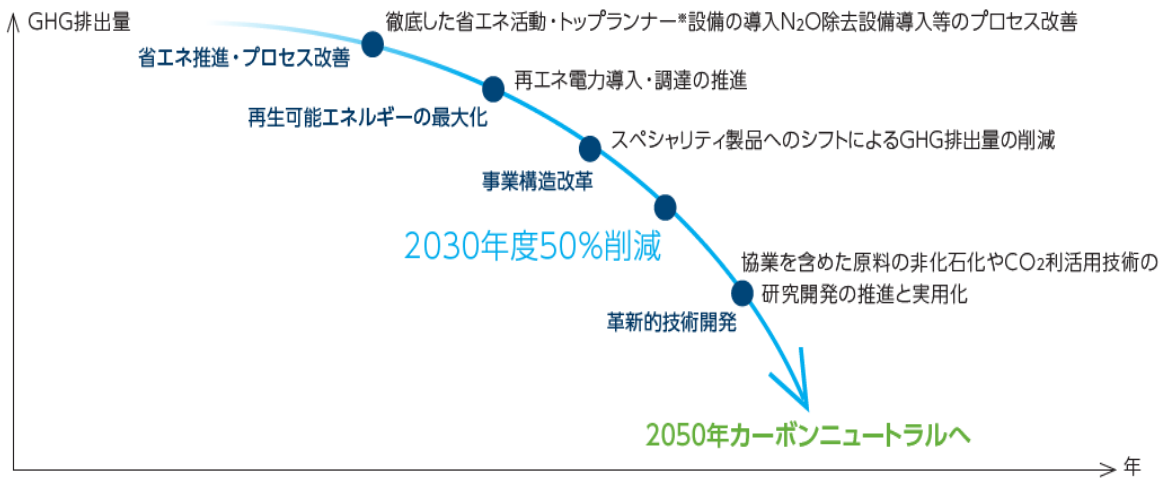 GHG排出量
徹底した省エネ活動・トップランナー*設備の導入N₂O除去設備導入等のプロセス改善
省エネ推進・プロセス改善
再エネ電力導入・調達の推進
再生可能エネルギーの最大化
スペシャリティ製品へのシフトによるGHG排出量の削減
事業構造改革
2030年度50%削減
協業を含めた原料の非化石化やCO₂利活用技術の
研究開発の推進と実用化
革新的技術開発
2050年カーボンニュートラルへ
年